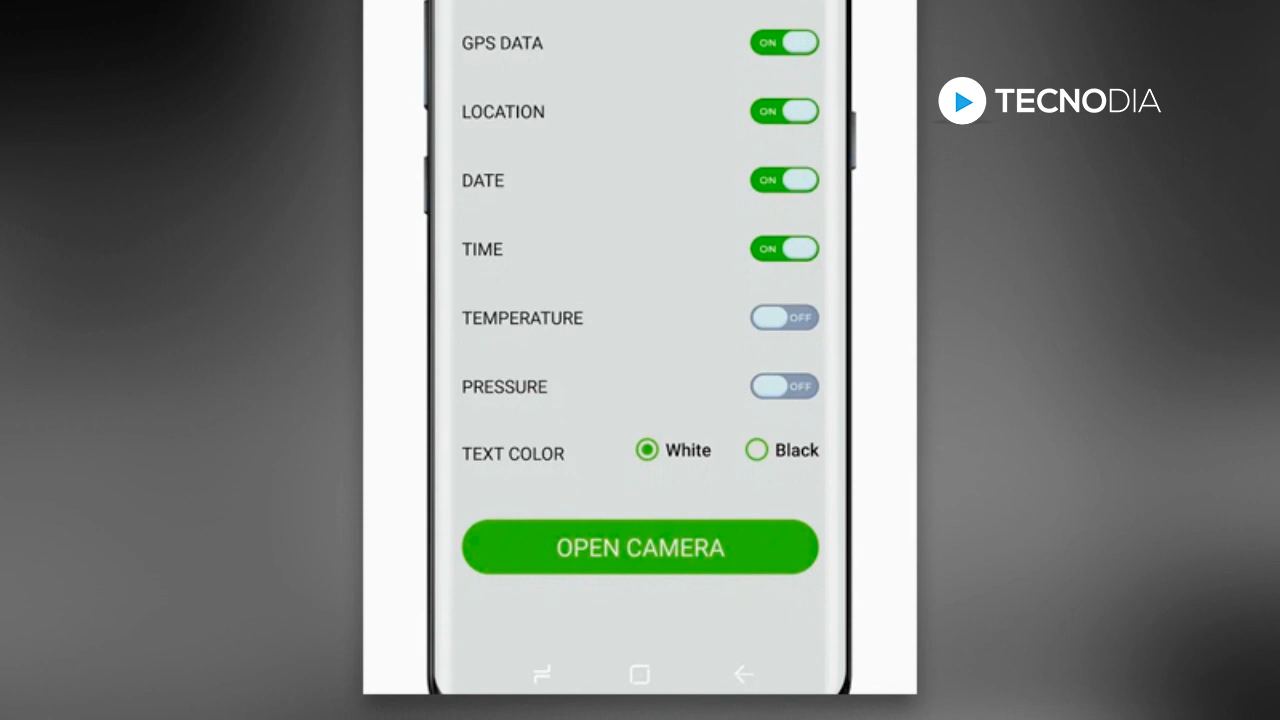 GPS DATA ON
TECNODIA
LOCATION ON
DATE ON
TIME ON
TEMPERATURE OFF
PRESSURE OFF
TEXT COLOR White Black
OPEN CAMERA